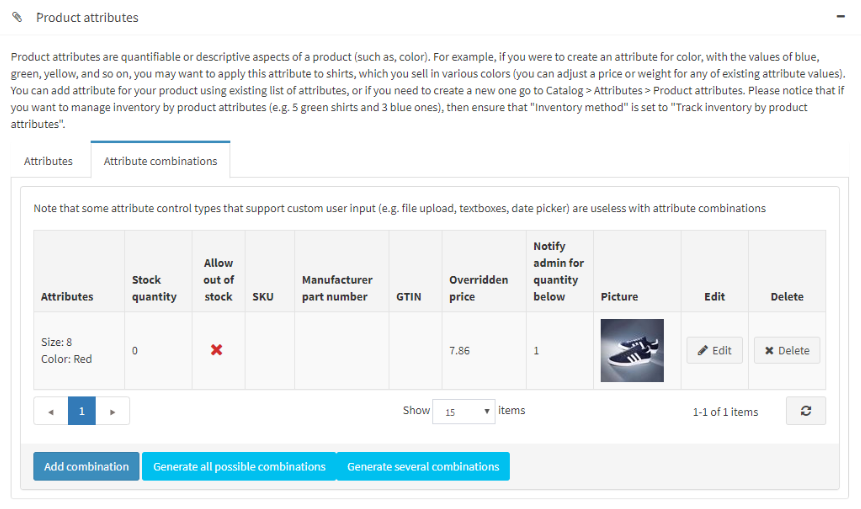 Product attributes
Product attributes are quantifiable or descriptive aspects of a product (such as, color). For example, if you were to create an attribute for color, with the values of blue,
green, yellow, and so on, you may want to apply this attribute to shirts, which you sell in various colors (you can adjust a price or weight for any of existing attribute values).
You can add attribute for your product using existing list of attributes, or if you need to create a new one go to Catalog > Attributes > Product attributes. Please notice that if
you want to manage inventory by product attributes (e.g. 5 green shirts and 3 blue ones), then ensure that "Inventory method" is set to "Track inventory by product
attributes".
Attributes
Attribute combinations
Note that some attribute control types that support custom user input (e.g. file upload, textboxes, date picker) are useless with attribute combinations
Attributes
Stock
quantity
Allow
out of
stock
SKU
Manufacturer
part number
GTIN
Overridden
price
Notify
admin for
quantity
below
Picture
Edit
Delete
Size: 8
Color: Red
0
7.86
1
Edit
Delete
1
Show 15 items
1-1 of 1 items
Add combination
Generate all possible combinations
Generate several combinations